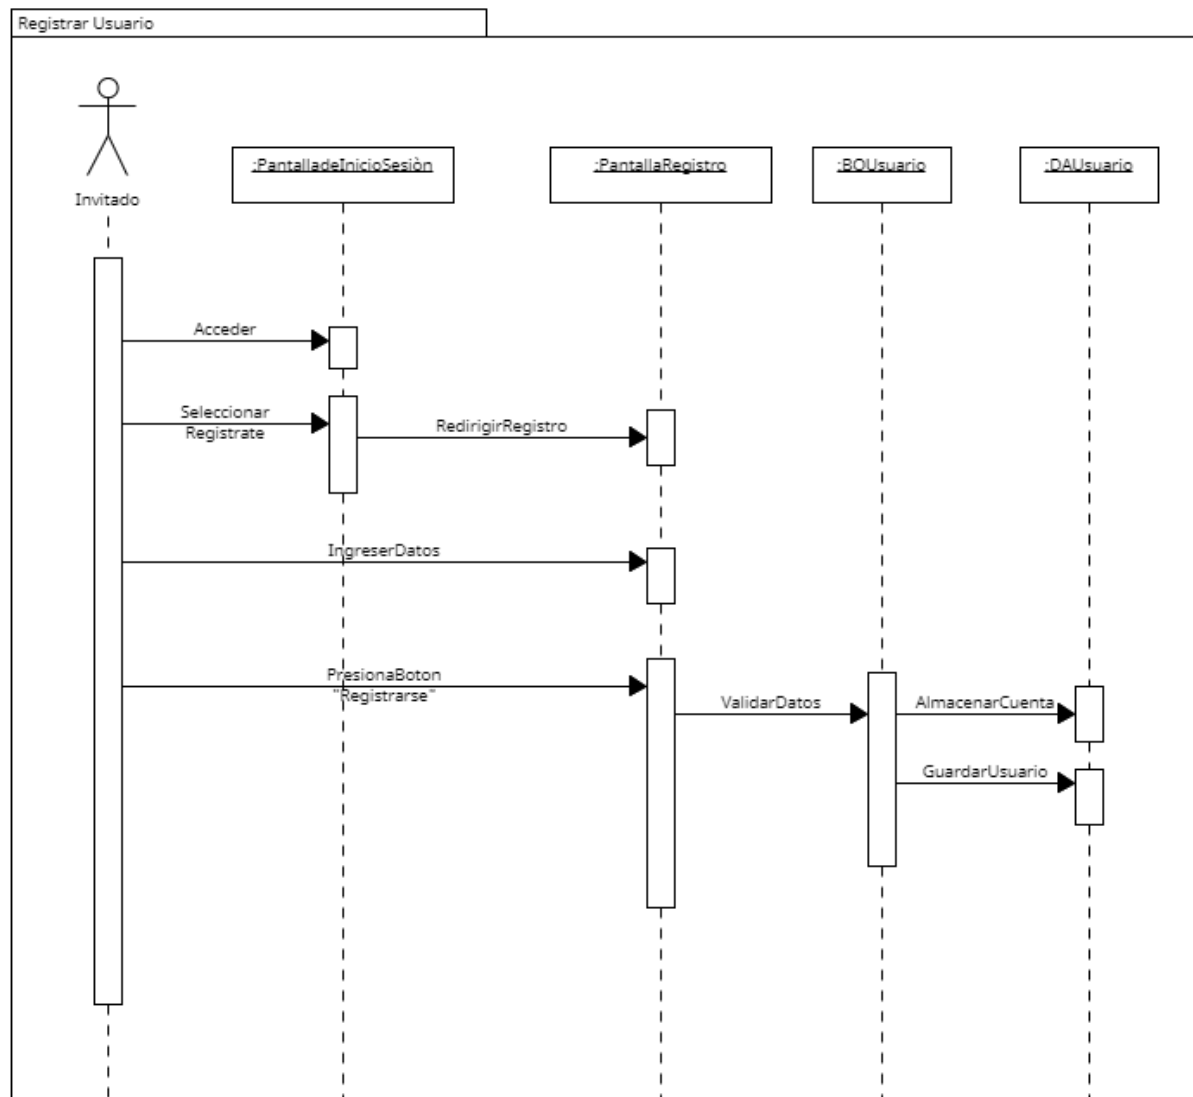 Registrar Usuario
Invitado
:PantalladeInicioSesiòn
:PantallaRegistro
:BOUsuario
:DAUsuario
Acceder
Seleccionar
Registrate
RedirigirRegistro
IngreserDatos
PresionaBoton
"Registrarse"
ValidarDatos
AlmacenarCuenta
GuardarUsuario